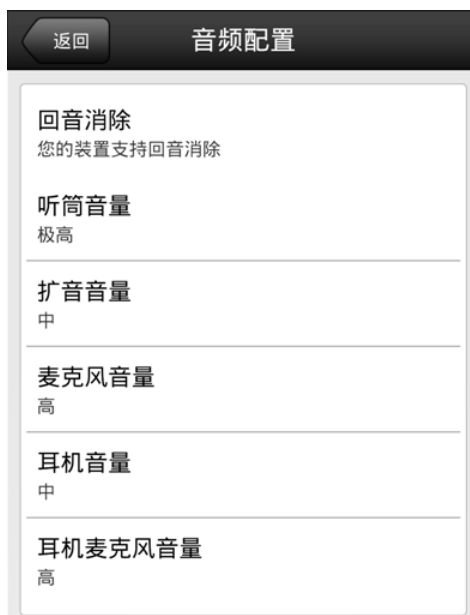 返回
音频配置
回音消除
您的装置支持回音消除
听筒音量
极高
扩音音量
中
麦克风音量
高
耳机音量
中
耳机麦克风音量
高